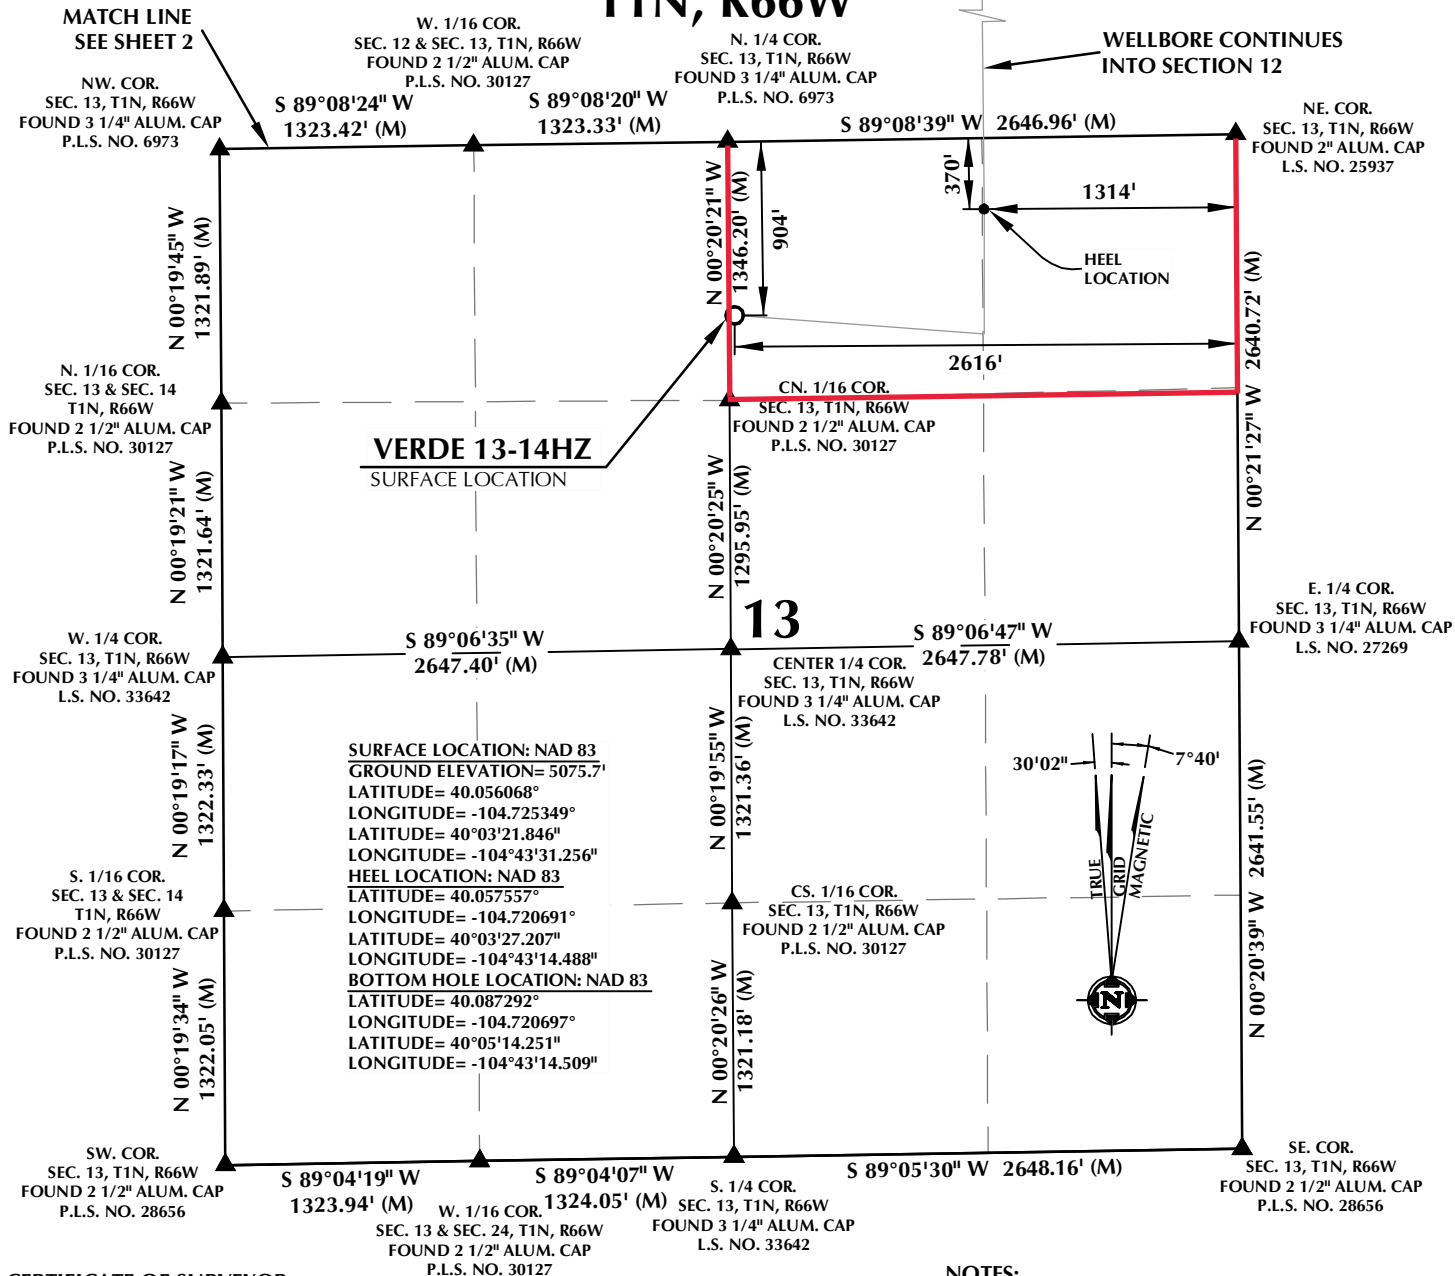 T1N, R66W
MATCH LINE
SEE SHEET 2
W. 1/16 COR.
SEC. 12 & SEC. 13, T1N, R66W
FOUND 2 1/2" ALUM. CAP
P.L.S. NO. 30127
N. 1/4 COR.
SEC. 13, T1N, R66W
FOUND 3 1/4" ALUM. CAP
P.L.S. NO. 6973
WELLBORE CONTINUES
INTO SECTION 12
NW. COR.
SEC. 13, T1N, R66W
FOUND 3 1/4" ALUM. CAP
P.L.S. NO. 6973
S 89°08'24" W
1323.42' (M)
S 89°08'20" W
1323.33' (M)
S 89°08'39" W 2646.96' (M)
NE. COR.
SEC. 13, T1N, R66W
FOUND 2" ALUM. CAP
L.S. NO. 25937
N 00°19'45" W
1321.89' (M)
N 00°20'21" W
1346.20' (M)
904'
370'
1314'
HEEL
LOCATION
N 00°21'27" W 2640.72' (M)
2616'
N. 1/16 COR.
SEC. 13 & SEC. 14
T1N, R66W
FOUND 2 1/2" ALUM. CAP
P.L.S. NO. 30127
CN. 1/16 COR.
SEC. 13, T1N, R66W
FOUND 2 1/2" ALUM. CAP
P.L.S. NO. 30127
VERDE 13-14HZ
SURFACE LOCATION
N 00°19'21" W
1321.64' (M)
N 00°20'25" W
1295.95' (M)
13
W. 1/4 COR.
SEC. 13, T1N, R66W
FOUND 3 1/4" ALUM. CAP
L.S. NO. 33642
S 89°06'35" W
2647.40' (M)
S 89°06'47" W
2647.78' (M)
E. 1/4 COR.
SEC. 13, T1N, R66W
FOUND 3 1/4" ALUM. CAP
L.S. NO. 27269
CENTER 1/4 COR.
SEC. 13, T1N, R66W
FOUND 3 1/4" ALUM. CAP
L.S. NO. 33642
N 00°19'17" W
1322.33' (M)
SURFACE LOCATION: NAD 83
GROUND ELEVATION= 5075.7'
LATITUDE= 40.056068°
LONGITUDE= -104.725349°
LATITUDE= 40°03'21.846"
LONGITUDE= -104°43'31.256"
HEEL LOCATION: NAD 83
LATITUDE= 40.057557°
LONGITUDE= -104.720691°
LATITUDE= 40°03'27.207"
LONGITUDE= -104°43'14.488"
BOTTOM HOLE LOCATION: NAD 83
LATITUDE= 40.087292°
LONGITUDE= -104.720697°
LATITUDE= 40°05'14.251"
LONGITUDE= -104°43'14.509"
N 00°19'55" W
1321.36' (M)
30'02"
7°40'
TRUE
GRID
MAGNETIC
N
N 00°20'39" W 2641.55' (M)
S. 1/16 COR.
SEC. 13 & SEC. 14
T1N, R66W
FOUND 2 1/2" ALUM. CAP
P.L.S. NO. 30127
CS. 1/16 COR.
SEC. 13, T1N, R66W
FOUND 2 1/2" ALUM. CAP
P.L.S. NO. 30127
N 00°19'34" W
1322.05' (M)
N 00°20'26" W
1321.18' (M)
SW. COR.
SEC. 13, T1N, R66W
FOUND 2 1/2" ALUM. CAP
P.L.S. NO. 28656
S 89°04'19" W
1323.94' (M)
S 89°04'07" W
1324.05' (M)
W. 1/16 COR.
SEC. 13 & SEC. 24, T1N, R66W
FOUND 2 1/2" ALUM. CAP
P.L.S. NO. 30127
S. 1/4 COR.
SEC. 13, T1N, R66W
FOUND 3 1/4" ALUM. CAP
L.S. NO. 33642
S 89°05'30" W 2648.16' (M)
SE. COR.
SEC. 13, T1N, R66W
FOUND 2 1/2" ALUM. CAP
P.L.S. NO. 28656
CERTIFICATE OF SURVEYOR
NOTES: